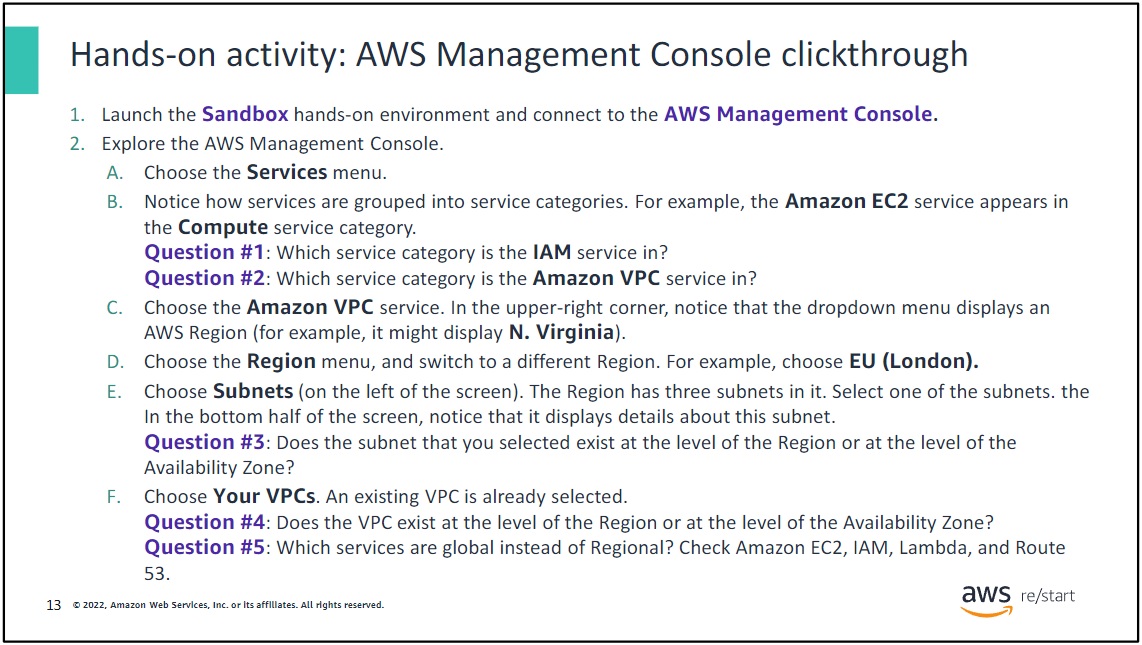 Hands-on activity: AWS Management Console clickthrough
1. Launch the Sandbox hands-on environment and connect to the AWS Management Console.
2. Explore the AWS Management Console.
A. Choose the Services menu.
B. Notice how services are grouped into service categories. For example, the Amazon EC2 service appears in
the Compute service category.
Question #1: Which service category is the IAM service in?
Question #2: Which service category is the Amazon VPC service in?
C. Choose the Amazon VPC service. In the upper-right corner, notice that the dropdown menu displays an
AWS Region (for example, it might display N. Virginia).
D. Choose the Region menu, and switch to a different Region. For example, choose EU (London).
E. Choose Subnets (on the left of the screen). The Region has three subnets in it. Select one of the subnets. the
In the bottom half of the screen, notice that it displays details about this subnet.
Question #3: Does the subnet that you selected exist at the level of the Region or at the level of the
Availability Zone?
F. Choose Your VPCs. An existing VPC is already selected.
Question #4: Does the VPC exist at the level of the Region or at the level of the Availability Zone?
Question #5: Which services are global instead of Regional? Check Amazon EC2, IAM, Lambda, and Route
53.
13 © 2022, Amazon Web Services, Inc. or its affiliates. All rights reserved.
aws re/start